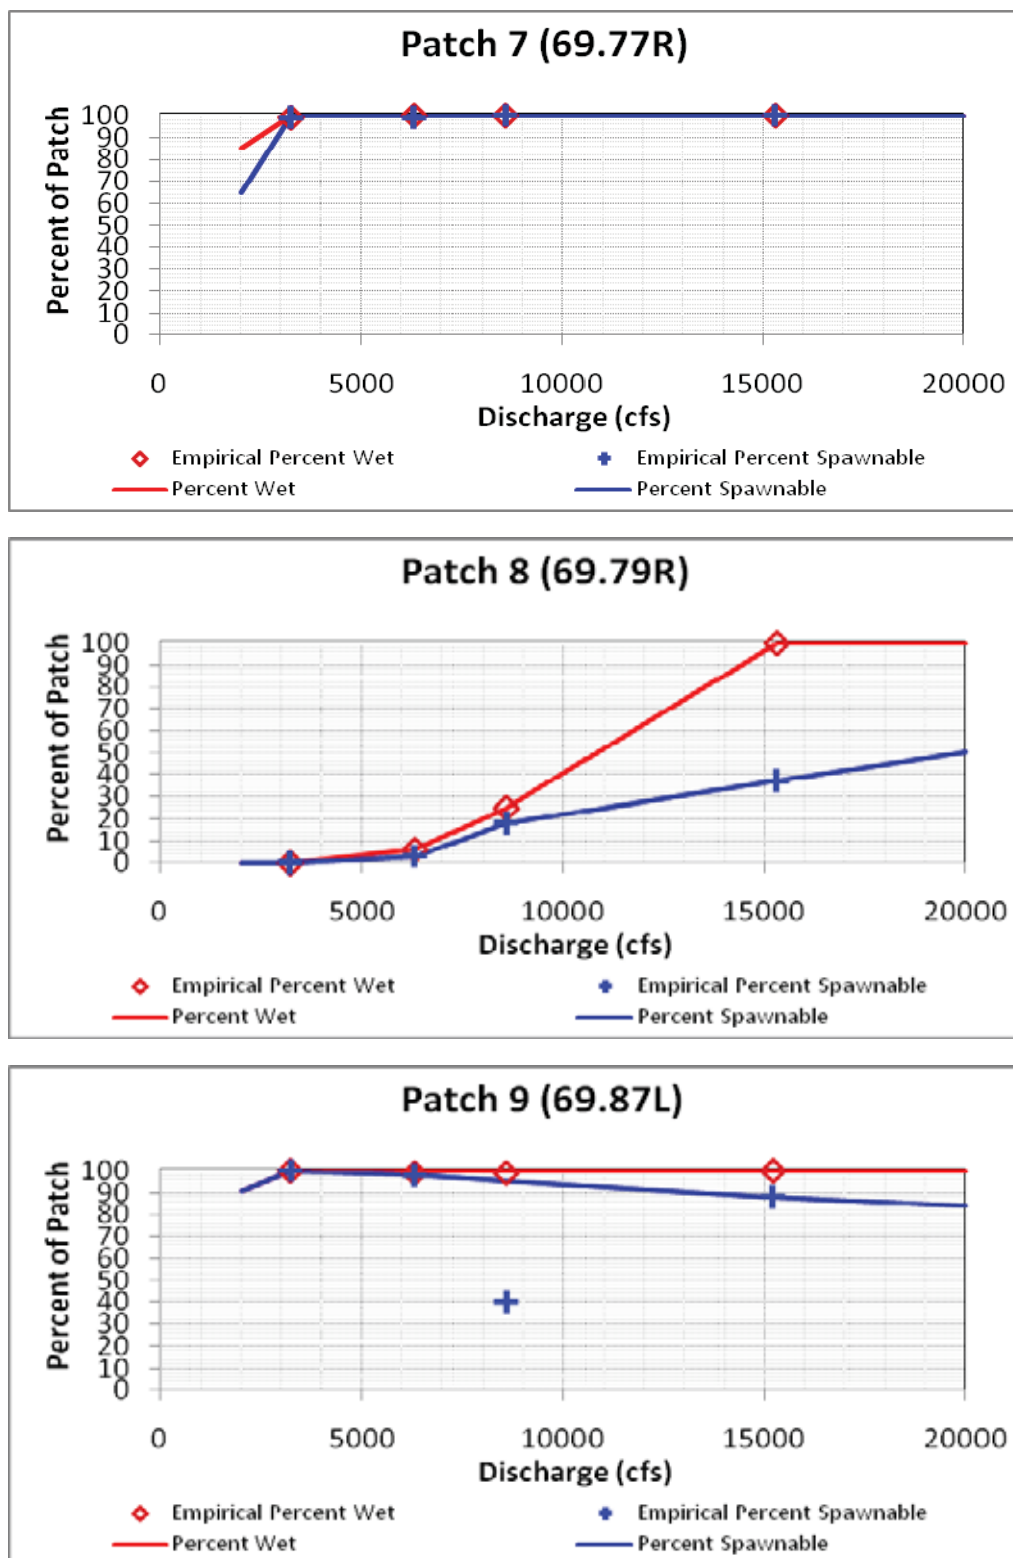 Patch 7 (69.77R)
Percent of Patch
100
90
80
70
60
50
40
30
20
10
0
0 5000 10000 15000 20000
Discharge (cfs)
Empirical Percent Wet Empirical Percent Spawnable
Percent Wet Percent Spawnable
Patch 8 (69.79R)
Percent of Patch
100
90
80
70
60
50
40
30
20
10
0
0 5000 10000 15000 20000
Discharge (cfs)
Empirical Percent Wet Empirical Percent Spawnable
Percent Wet Percent Spawnable
Patch 9 (69.87L)
Percent of Patch
100
90
80
70
60
50
40
30
20
10
0
0 5000 10000 15000 20000
Discharge (cfs)
Empirical Percent Wet Empirical Percent Spawnable
Percent Wet Percent Spawnable